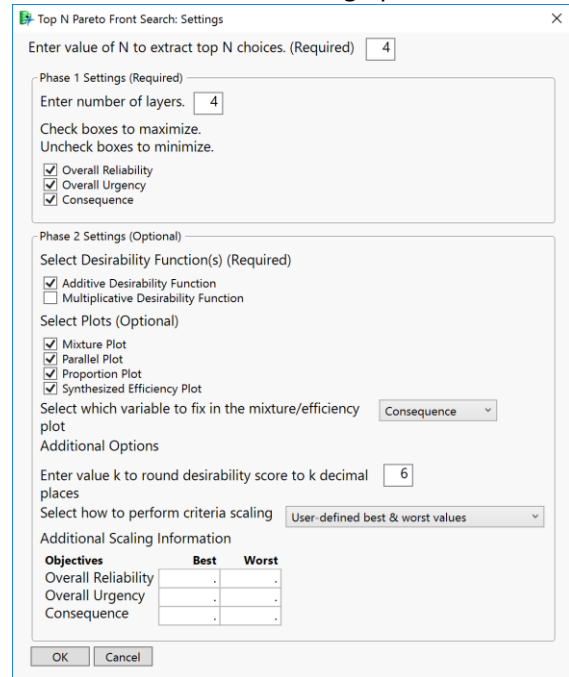 Top N Pareto Front Search: Settings
Enter value of N to extract top N choices. (Required) 4
Phase 1 Settings (Required)
Enter number of layers. 4
Check boxes to maximize.
Uncheck boxes to minimize.
Overall Reliability
Overall Urgency
Consequence
Phase 2 Settings (Optional)
Select Desirability Function(s) (Required)
Additive Desirability Function
Multiplicative Desirability Function
Select Plots (Optional)
Mixture Plot
Parallel Plot
Proportion Plot
Synthesized Efficiency Plot
Select which variable to fix in the mixture/efficiency Consequence
plot
Additional Options
Enter value k to round desirability score to k decimal 6
places
Select how to perform criteria scaling User-defined best & worst values
Additional Scaling Information
Objectives Best Worst
Overall Reliability . .
Overall Urgency . .
Consequence . .
OK Cancel